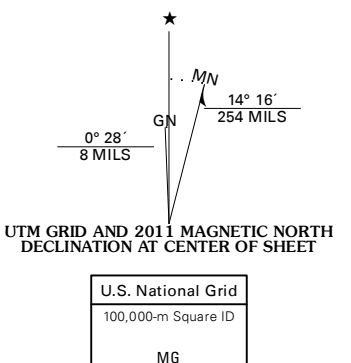 ★
MN
14° 16´
254 MILS
GN
0° 28´
8 MILS
UTM GRID AND 2011 MAGNETIC NORTH
DECLINATION AT CENTER OF SHEET
U.S. National Grid
100,000-m Square ID
MG